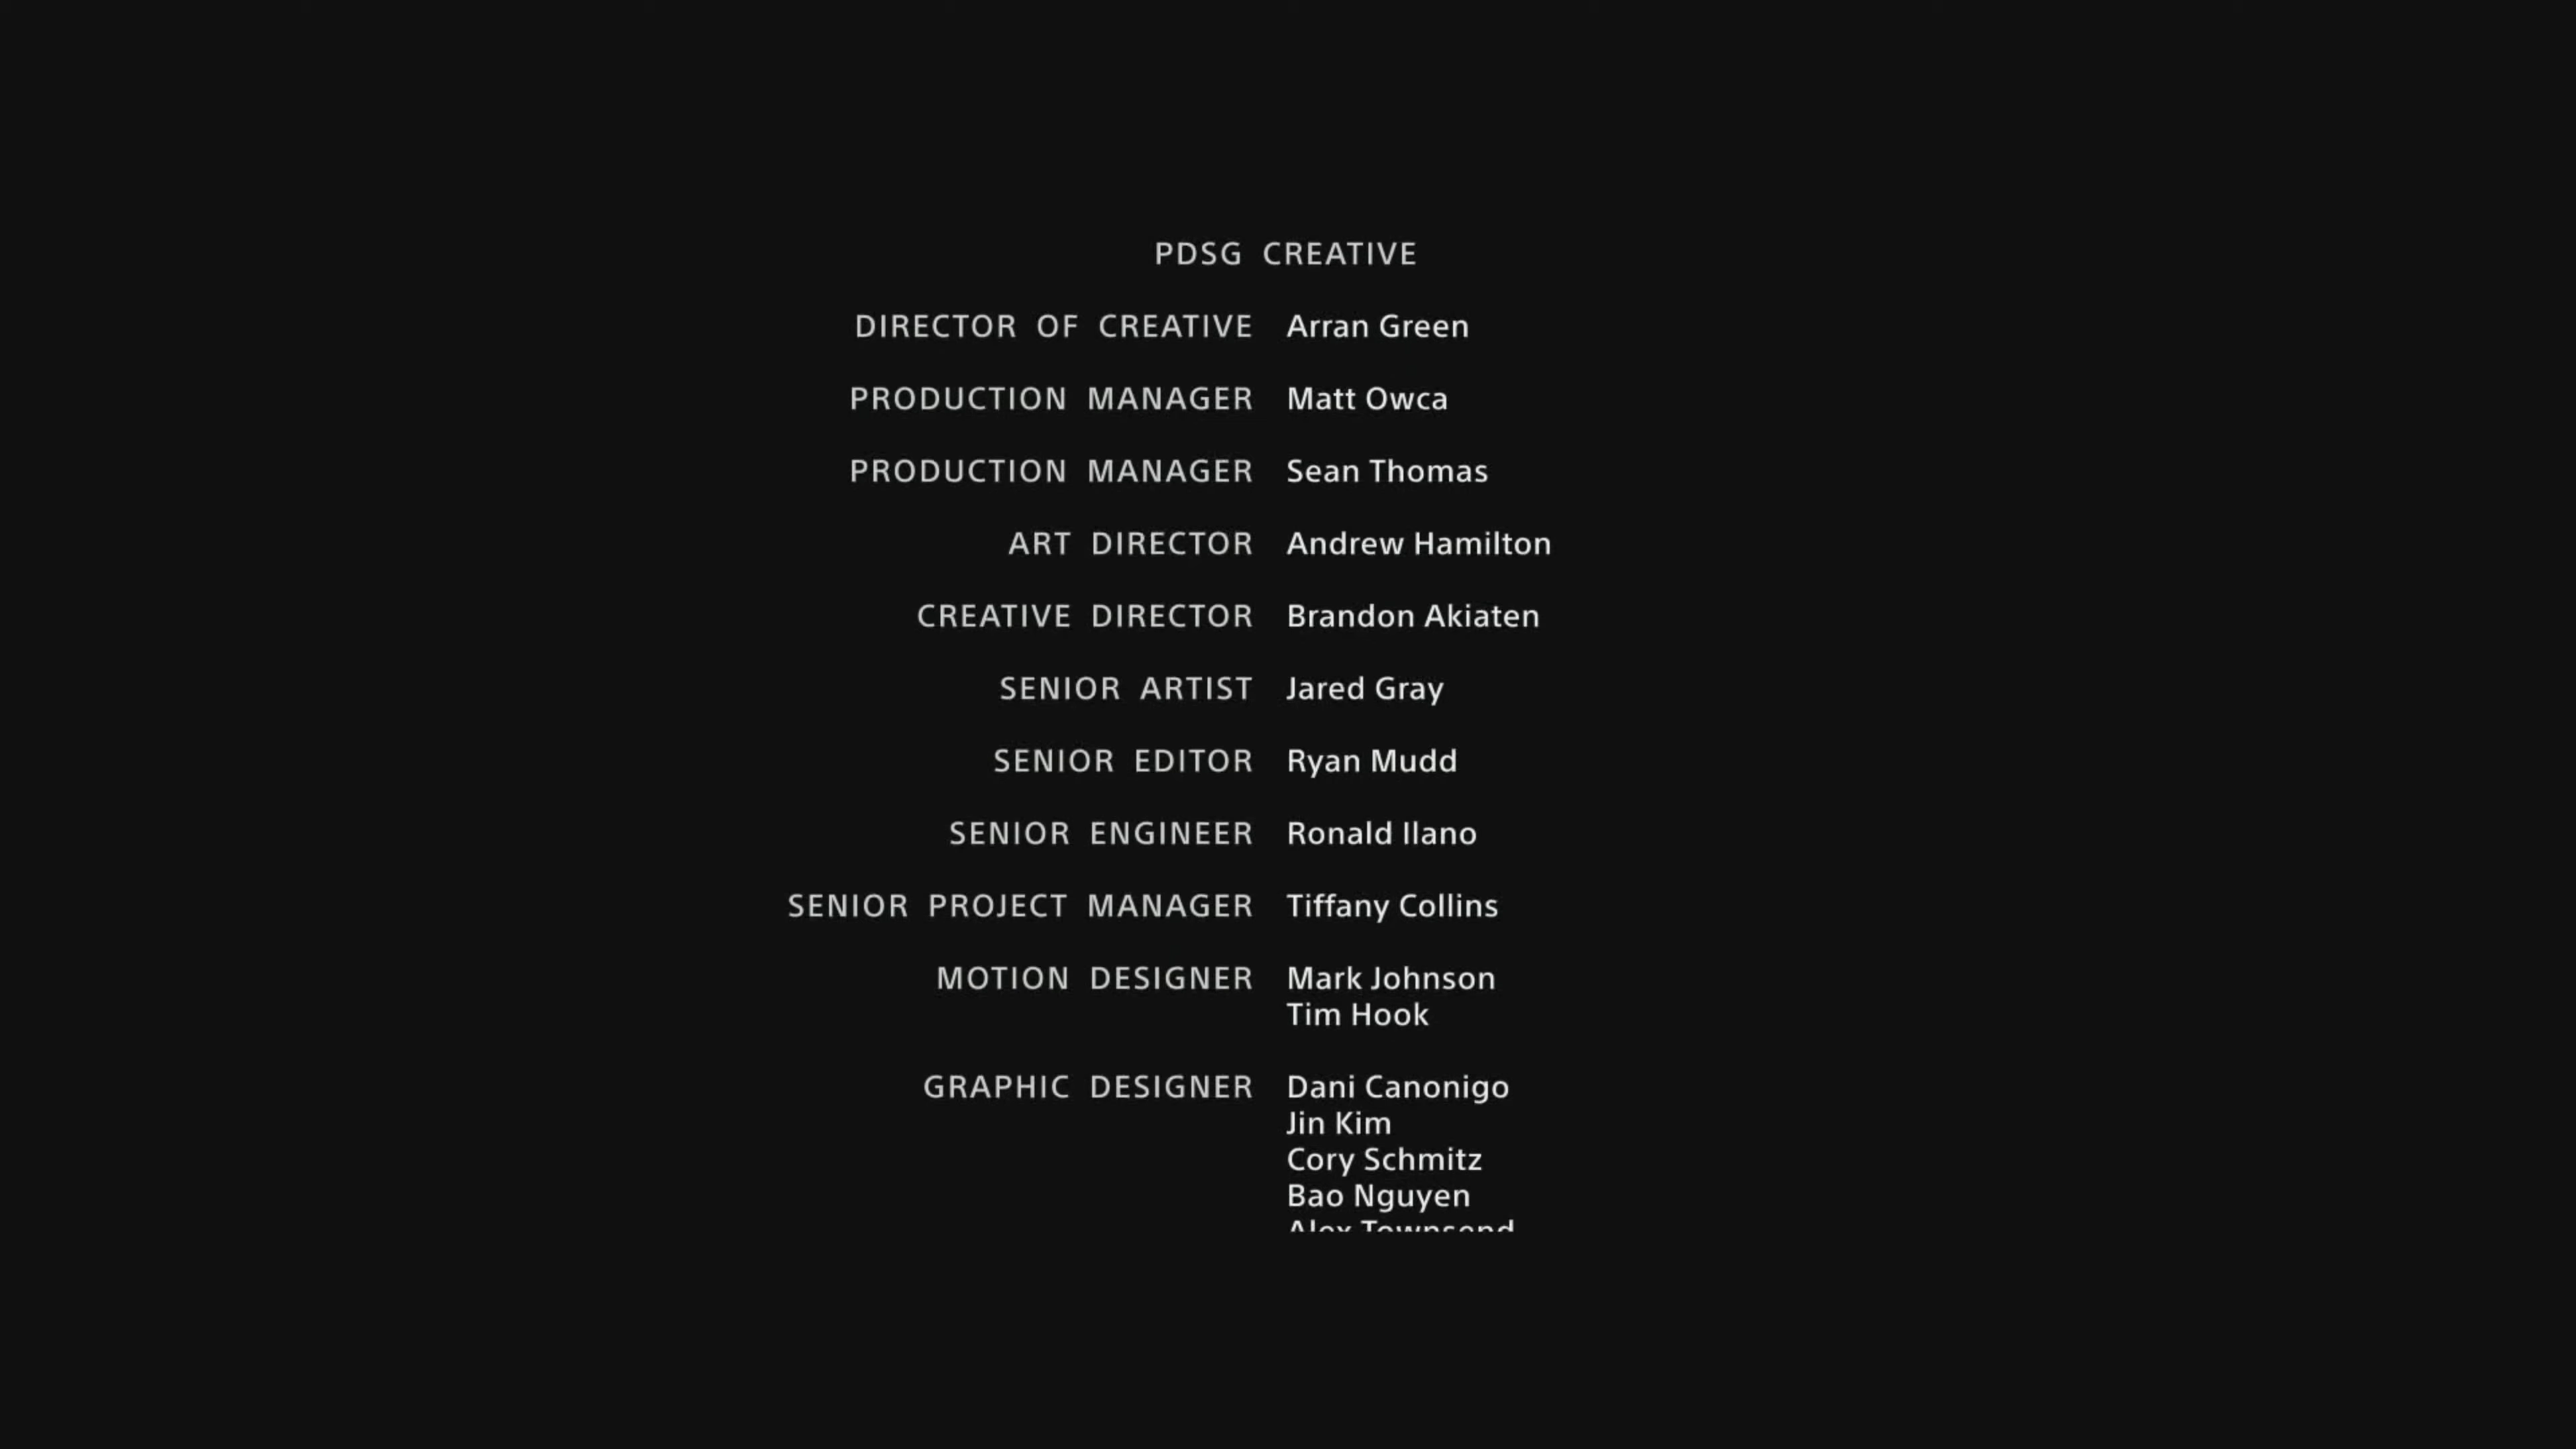 PDSG CREATIVE
DIRECTOR OF CREATIVE Arran Green
PRODUCTION MANAGER Matt Owca
PRODUCTION MANAGER Sean Thomas
ART DIRECTOR Andrew Hamilton
CREATIVE DIRECTOR Brandon Akiaten
SENIOR ARTIST Jared Gray
SENIOR EDITOR Ryan Mudd
SENIOR ENGINEER Ronald Ilano
SENIOR PROJECT MANAGER Tiffany Collins
MOTION DESIGNER Mark Johnson
Tim Hook
GRAPHIC DESIGNER Dani Canonigo
Jin Kim
Cory Schmitz
Bao Nguyen
Alex Townsend